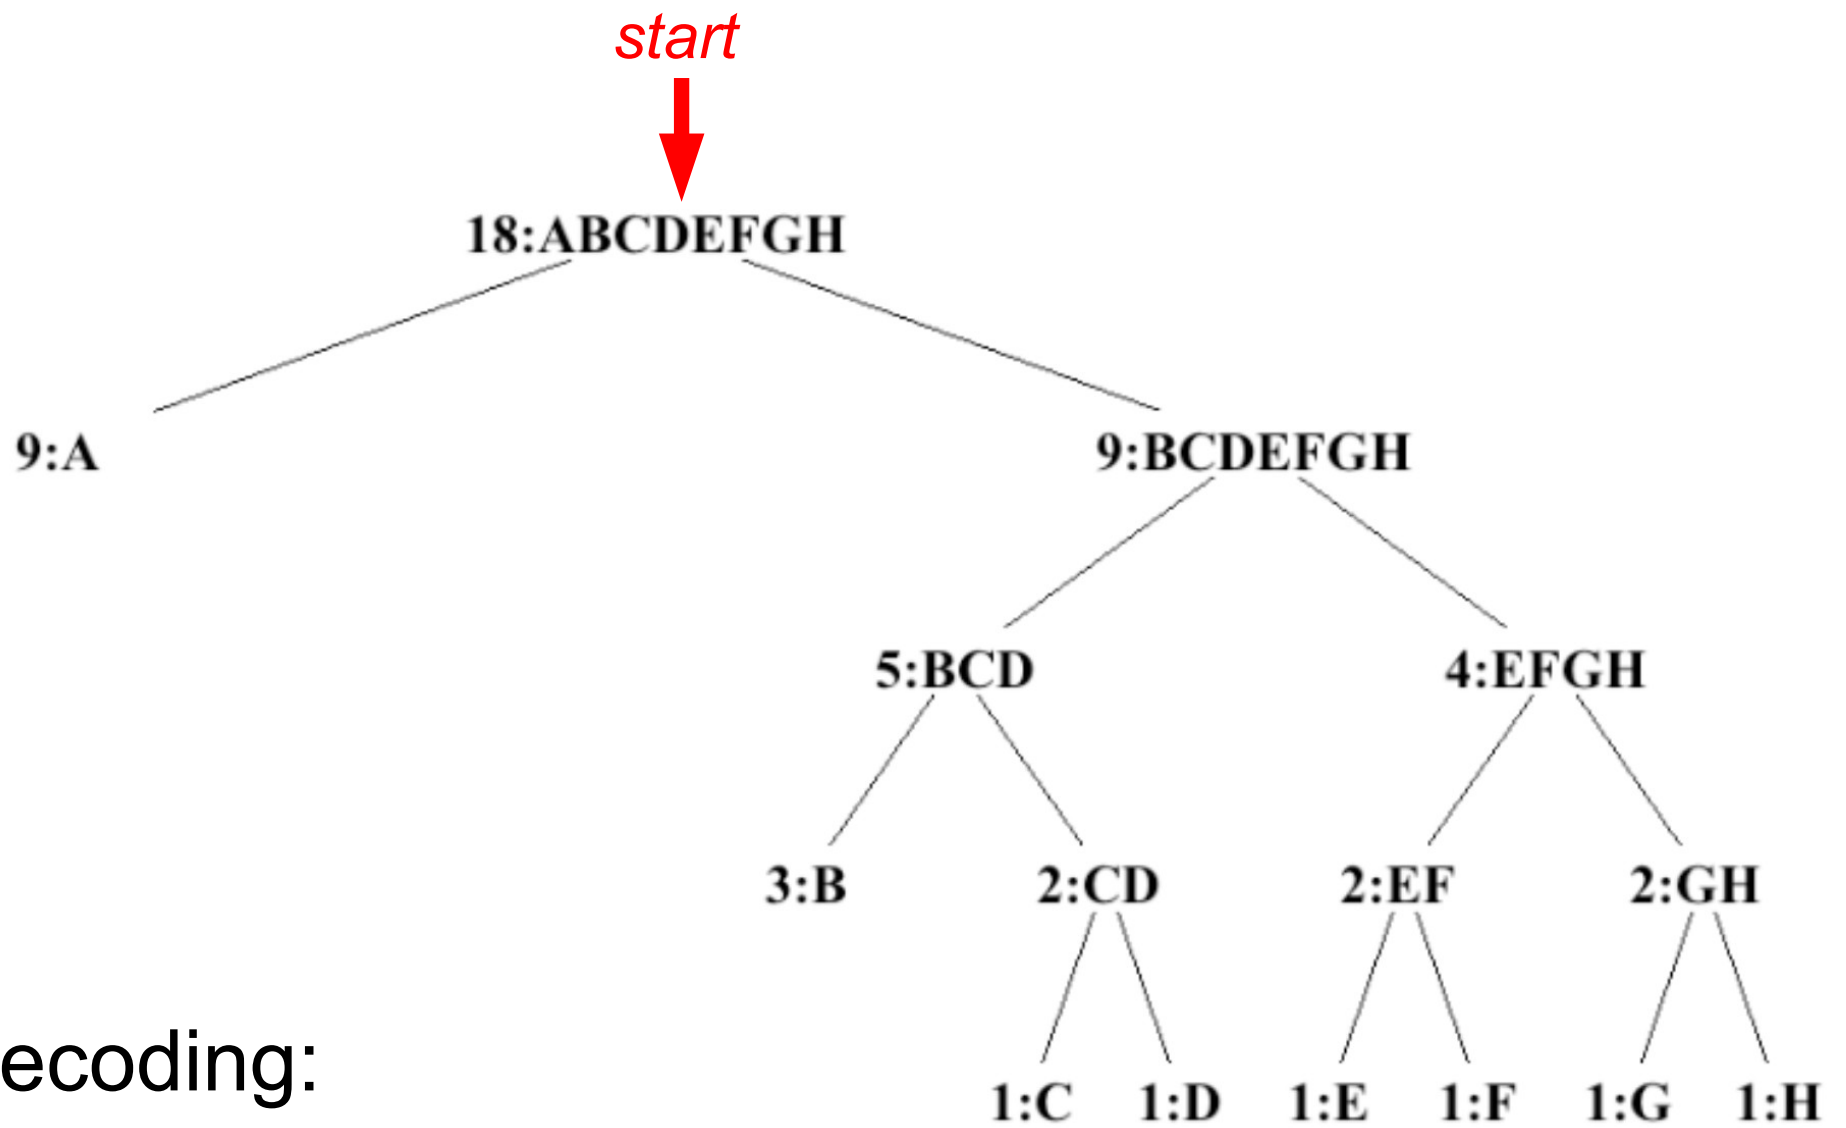 start
18:ABCDEFGH
9:A 9:BCDEFGH
5:BCD 4:EFGH
3:B 2:CD 2:EF 2:GH
ecoding:
1:C 1:D 1:E 1:F 1:G 1:H